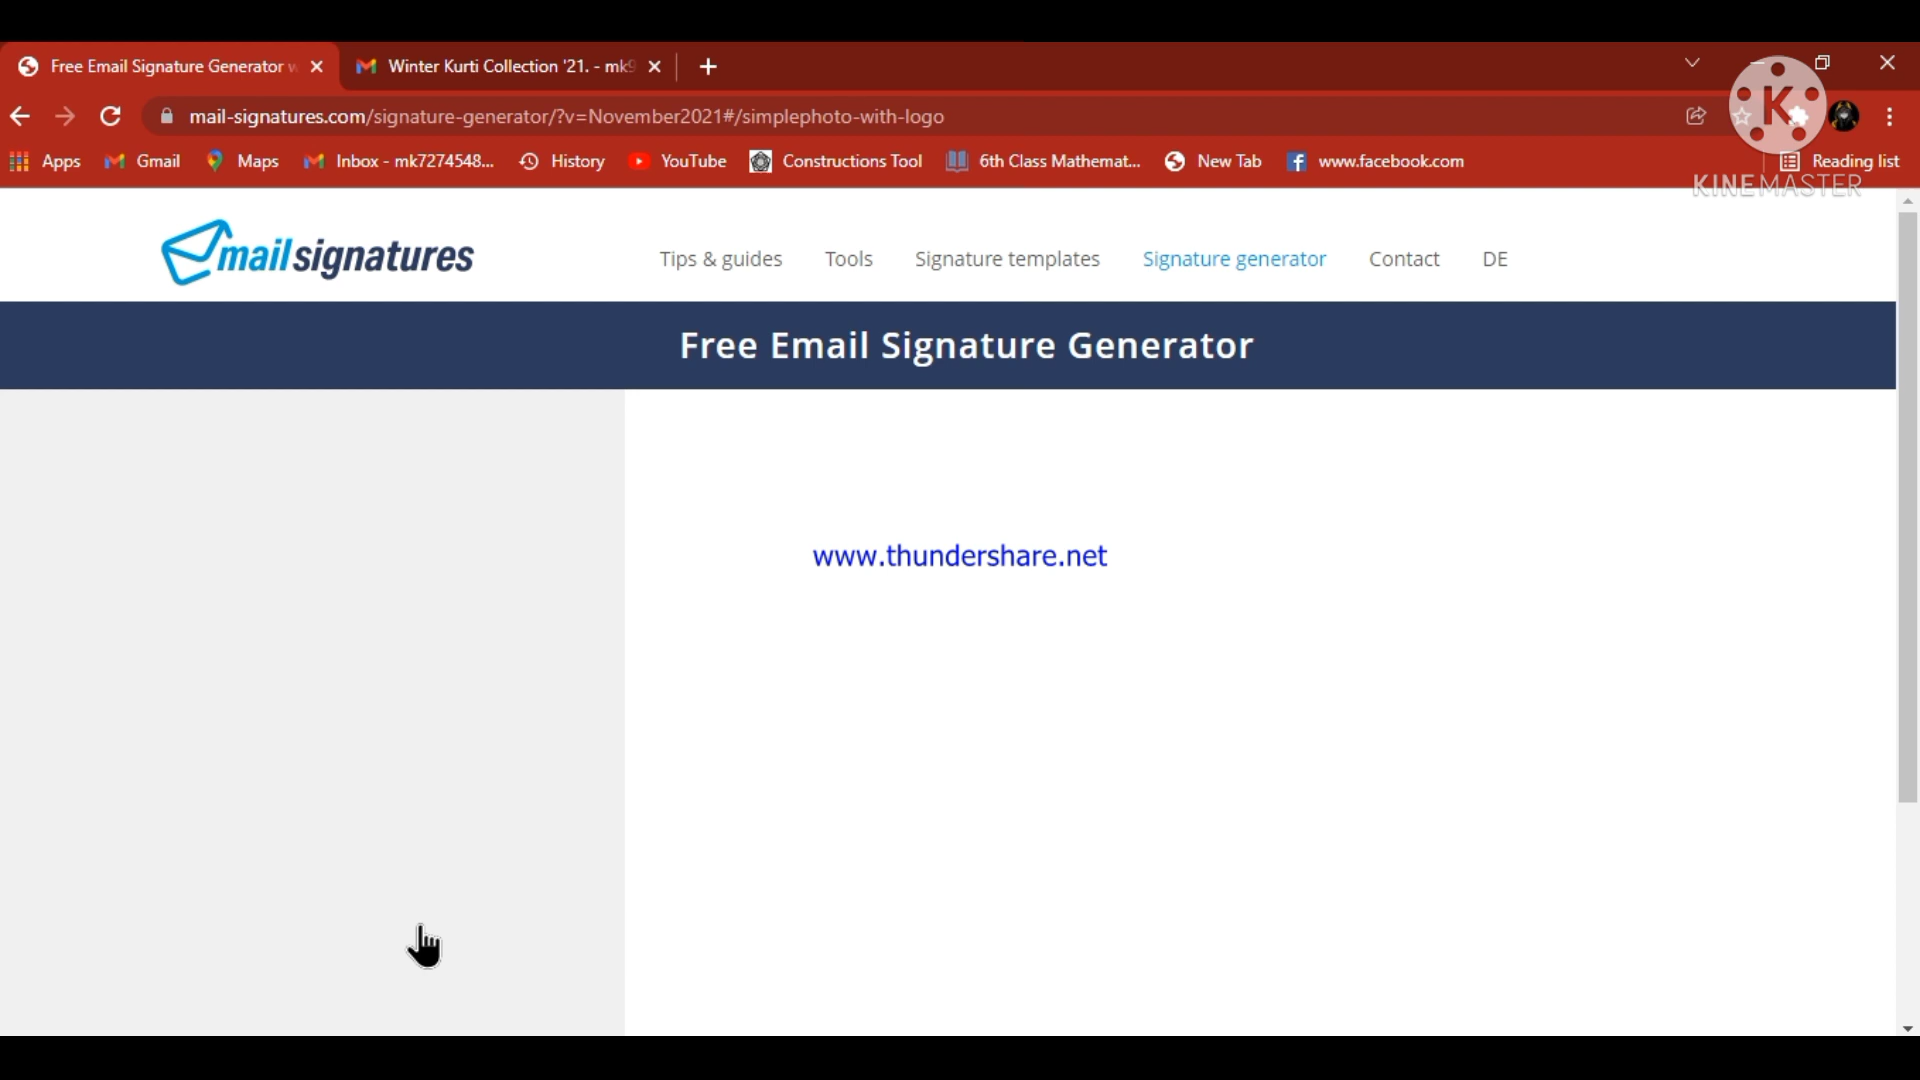 Free Email Signature Generator w
Winter Kurti Collection '21. - mk9
mail-signatures.com/signature-generator/?v=November2021#/simplephoto-with-logo
Apps Gmail Maps Inbox - mk7274548... History YouTube Constructions Tool 6th Class Mathemat... New Tab www.facebook.com Reading list
K
KINEMASTER
mailsignatures
Tips & guides Tools Signature templates Signature generator Contact DE
Free Email Signature Generator
www.thundershare.net